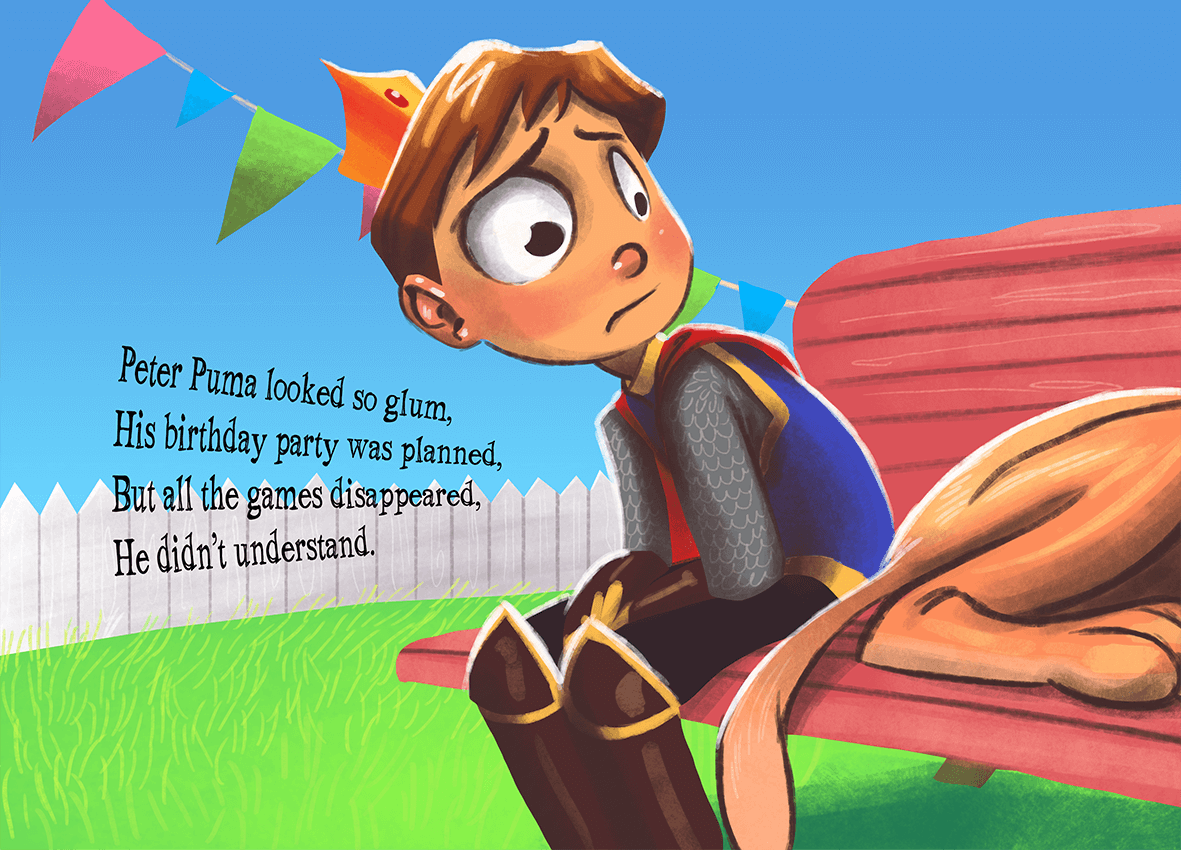 Peter Puma looked so glum,
His birthday party was planned,
But all the games disappeared,
He didn't understand.